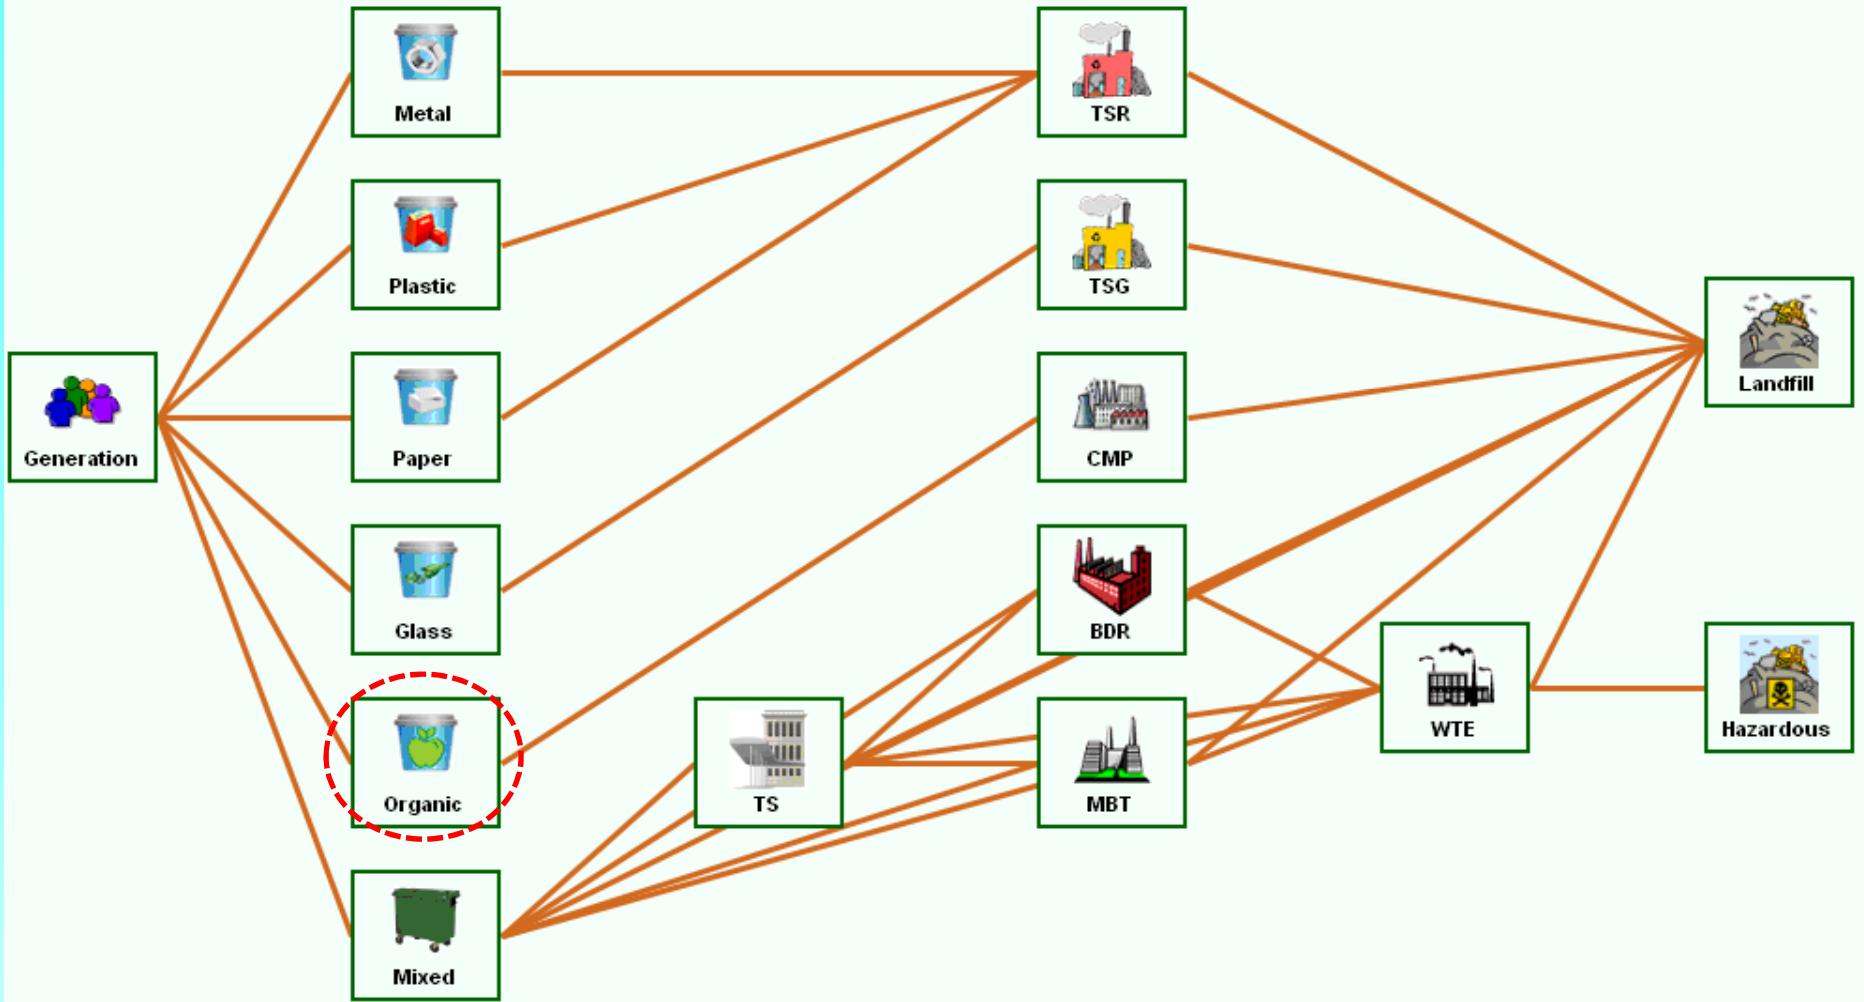 Metal
TSR
Plastic
TSG
Generation
Paper
CMP
Landfill
Glass
BDR
Organic
TS
MBT
WTE
Hazardous
Mixed